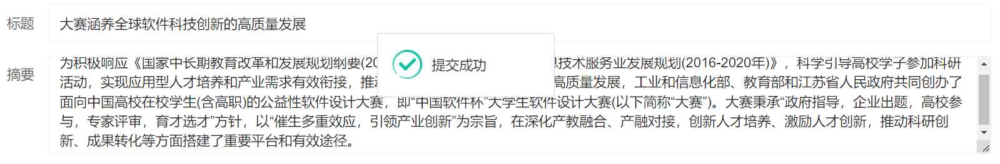 标题
大赛涵养全球软件科技创新的高质量发展
提交成功
摘要
为积极响应《国家中长期教育改革和发展规划纲要(20 技术服务业发展规划(2016-2020年)》，科学引导高校学子参加科研
活动，实现应用型人才培养和产业需求有效衔接，推 高质量发展，工业和信息化部、教育部和江苏省人民政府共同创办了
面向中国高校在校学生(含高职)的公益性软件设计大赛，即“中国软件杯”大学生软件设计大赛(以下简称“大赛”)。大赛秉承“政府指导，企业出题，高校参
与，专家评审，育才选才”方针，以“催生多重效应，引领产业创新”为宗旨，在深化产教融合、产融对接，创新人才培养、激励人才创新，推动科研创
新、成果转化等方面搭建了重要平台和有效途径。